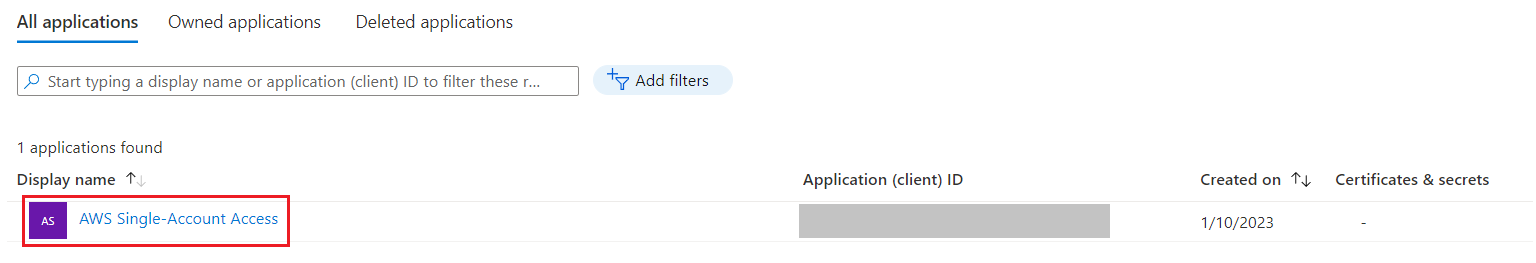 All applications Owned applications Deleted applications
Start typing a display name or application (client) ID to filter these r... Add filters
1 applications found
Display name ↑↓ Application (client) ID Created on ↑↓ Certificates & secrets
AS AWS Single-Account Access 1/10/2023 -